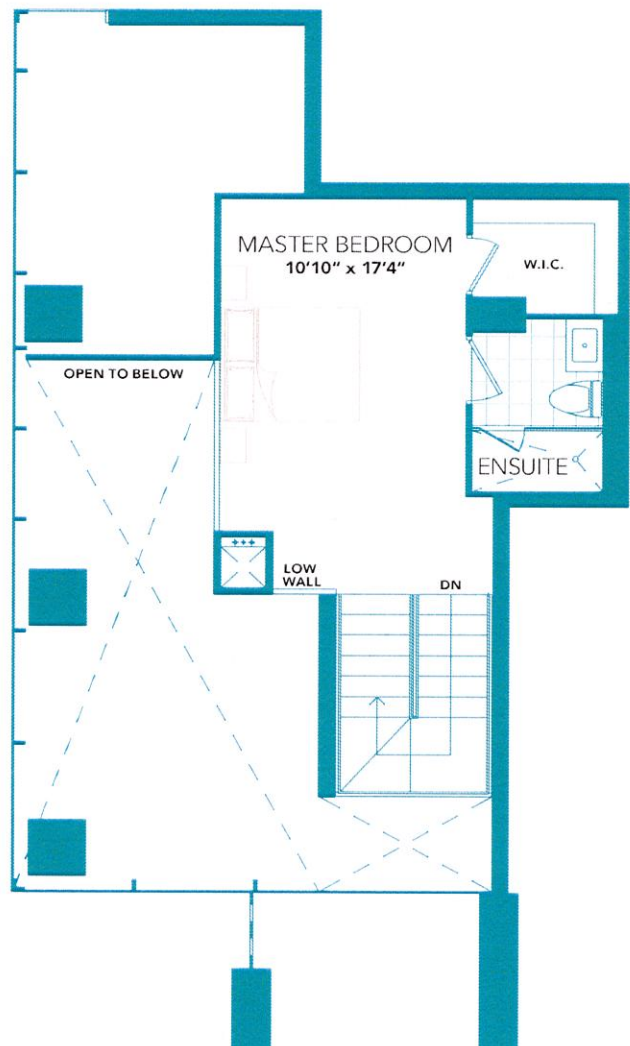 MASTER BEDROOM
10'10" x 17'4"
W.I.C.
OPEN TO BELOW
ENSUITE
LOW
WALL
DN